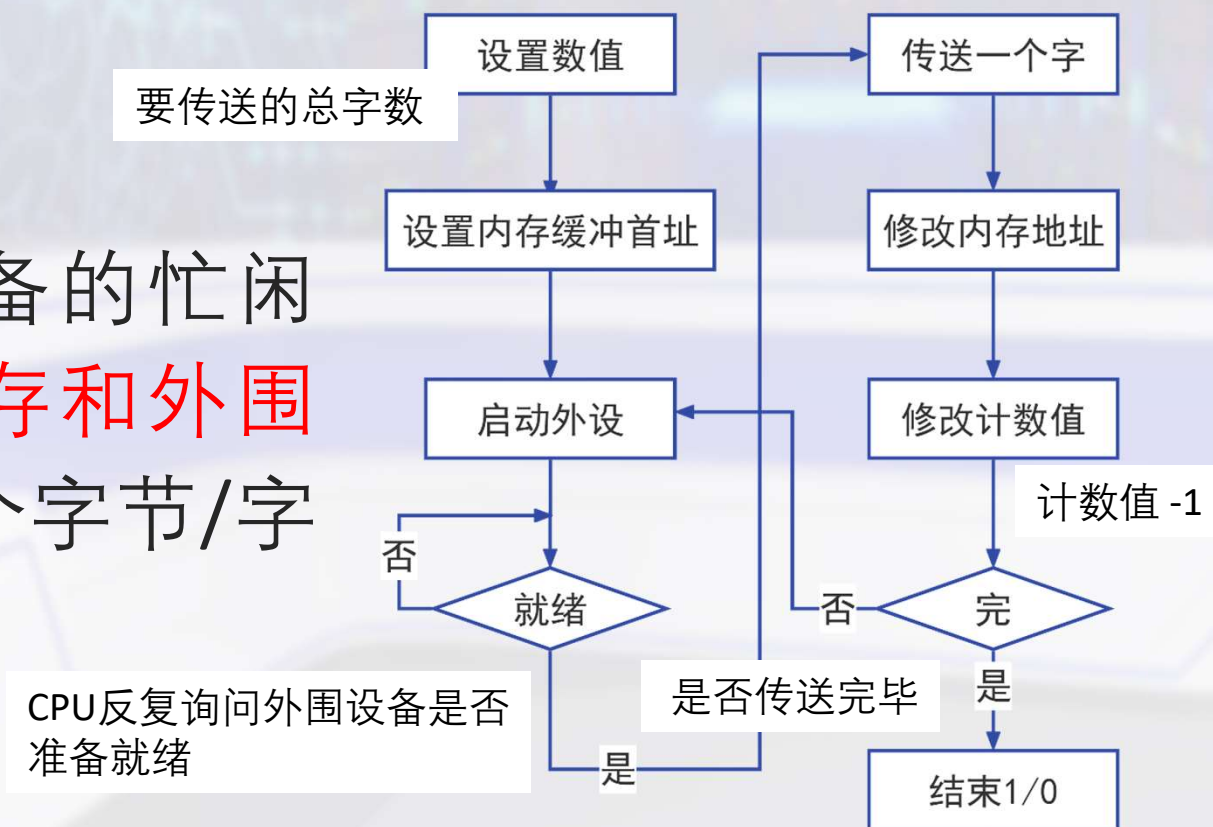 设置数值
要传送的总字数
设置内存缓冲首址
备的忙闲
存和外围
个字节/字
启动外设
否
就绪
CPU反复询问外围设备是否
准备就绪
是
传送一个字
修改内存地址
修改计数值
计数值 -1
否
完
是否传送完毕
是
结束1/0